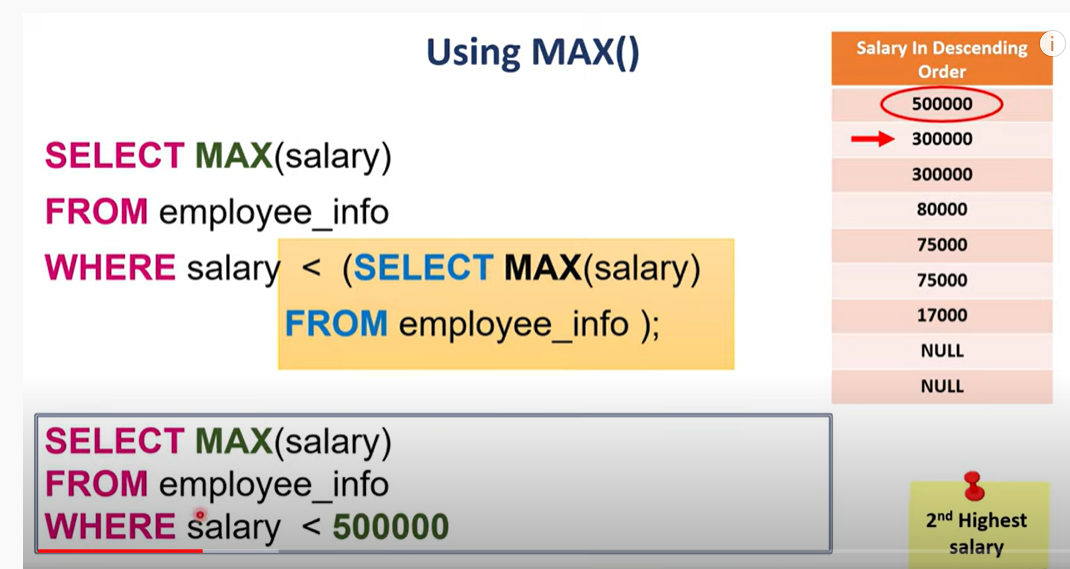 Using MAX()
SELECT MAX(salary)
FROM employee_info
WHERE salary < (SELECT MAX(salary)
FROM employee_info );
SELECT MAX(salary)
FROM employee_info
WHERE salary < 500000
Salary In Descending
Order
i
500000
300000
300000
80000
75000
75000
17000
NULL
NULL
2nd Highest
salary